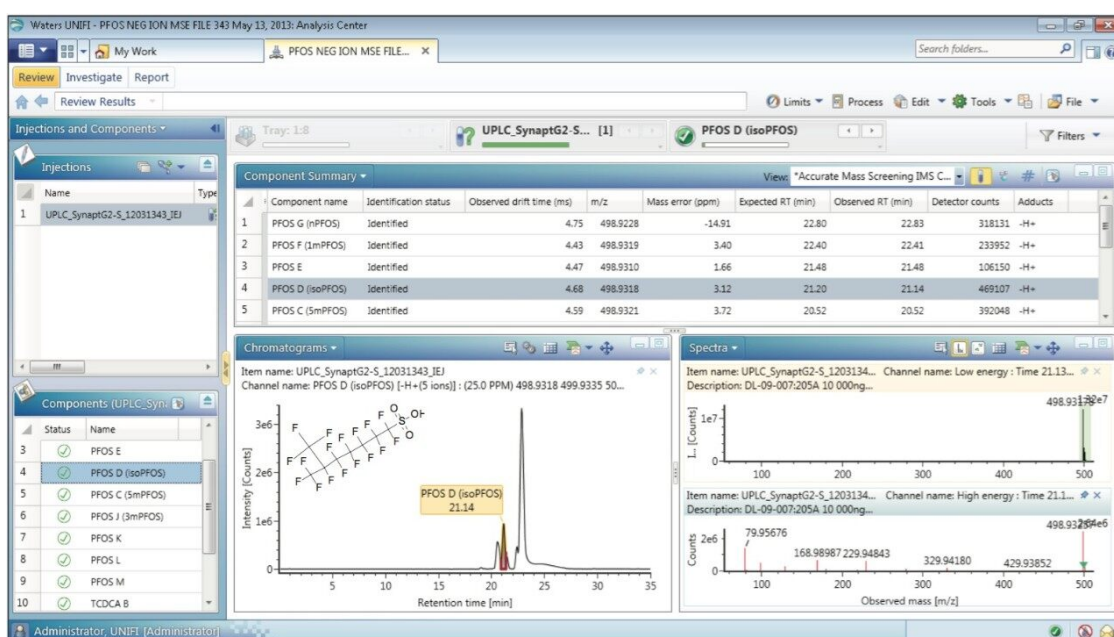 Waters UNIFI - PFOS NEG ION MSE FILE 343 May 13, 2013: Analysis Center
My Work
PFOS NEG ION MSE FILE...
Search folders...
Review Investigate Report
Review Results
Limits Process Edit Tools File
Injections and Components
Tray: 1:8
UPLC_SynaptG2-S... [1]
PFOS D (isoPFOS)
Filters
Injections
Name Type
1 UPLC_SynaptG2-S_12031343_IEJ
Component Summary
View: *Accurate Mass Screening IMS C...
Component name Identification status Observed drift time (ms) m/z Mass error (ppm) Expected RT (min) Observed RT (min) Detector counts Adducts
1 PFOS G (nPFOS) Identified 4.75 498.9228 -14.91 22.80 22.83 318131 -H+
2 PFOS F (1mPFOS) Identified 4.43 498.9319 3.40 22.40 22.41 233952 -H+
3 PFOS E Identified 4.47 498.9310 1.66 21.48 21.48 106150 -H+
4 PFOS D (isoPFOS) Identified 4.68 498.9318 3.12 21.20 21.14 469107 -H+
5 PFOS C (5mPFOS) Identified 4.59 498.9321 3.72 20.52 20.52 392048 -H+
Components (UPLC_Syn
Status Name
3 PFOS E
4 PFOS D (isoPFOS)
5 PFOS C (5mPFOS)
6 PFOS J (3mPFOS)
7 PFOS K
8 PFOS L
9 PFOS M
10 TCDCA B
Chromatograms
Item name: UPLC_SynaptG2-S_12031343_IEJ
Channel name: PFOS D (isoPFOS) [-H+(5 ions)] : (25.0 PPM) 498.9318 499.9335 50...
Intensity [Counts]
3e6
2e6
1e6
0
F F F F F F F F F F F F F F F F F S O O OH
PFOS D (isoPFOS)
21.14
5 10 15 20 25 30 35
Retention time [min]
Spectra
Item name: UPLC_SynaptG2-S_1203134... Channel name: Low energy : Time 21.13...
Description: DL-09-007:205A 10 000ng...
1.32e7
I... [Counts]
1e7
0
100 200 300 400 500
Item name: UPLC_SynaptG2-S_1203134... Channel name: High energy : Time 21.1...
Description: DL-09-007:205A 10 000ng...
Counts
2e6
0
79.95676
168.98987
229.94843
329.94180
429.93852
100 200 300 400 500
Observed mass [m/z]
Administrator, UNIFI [Administrator]